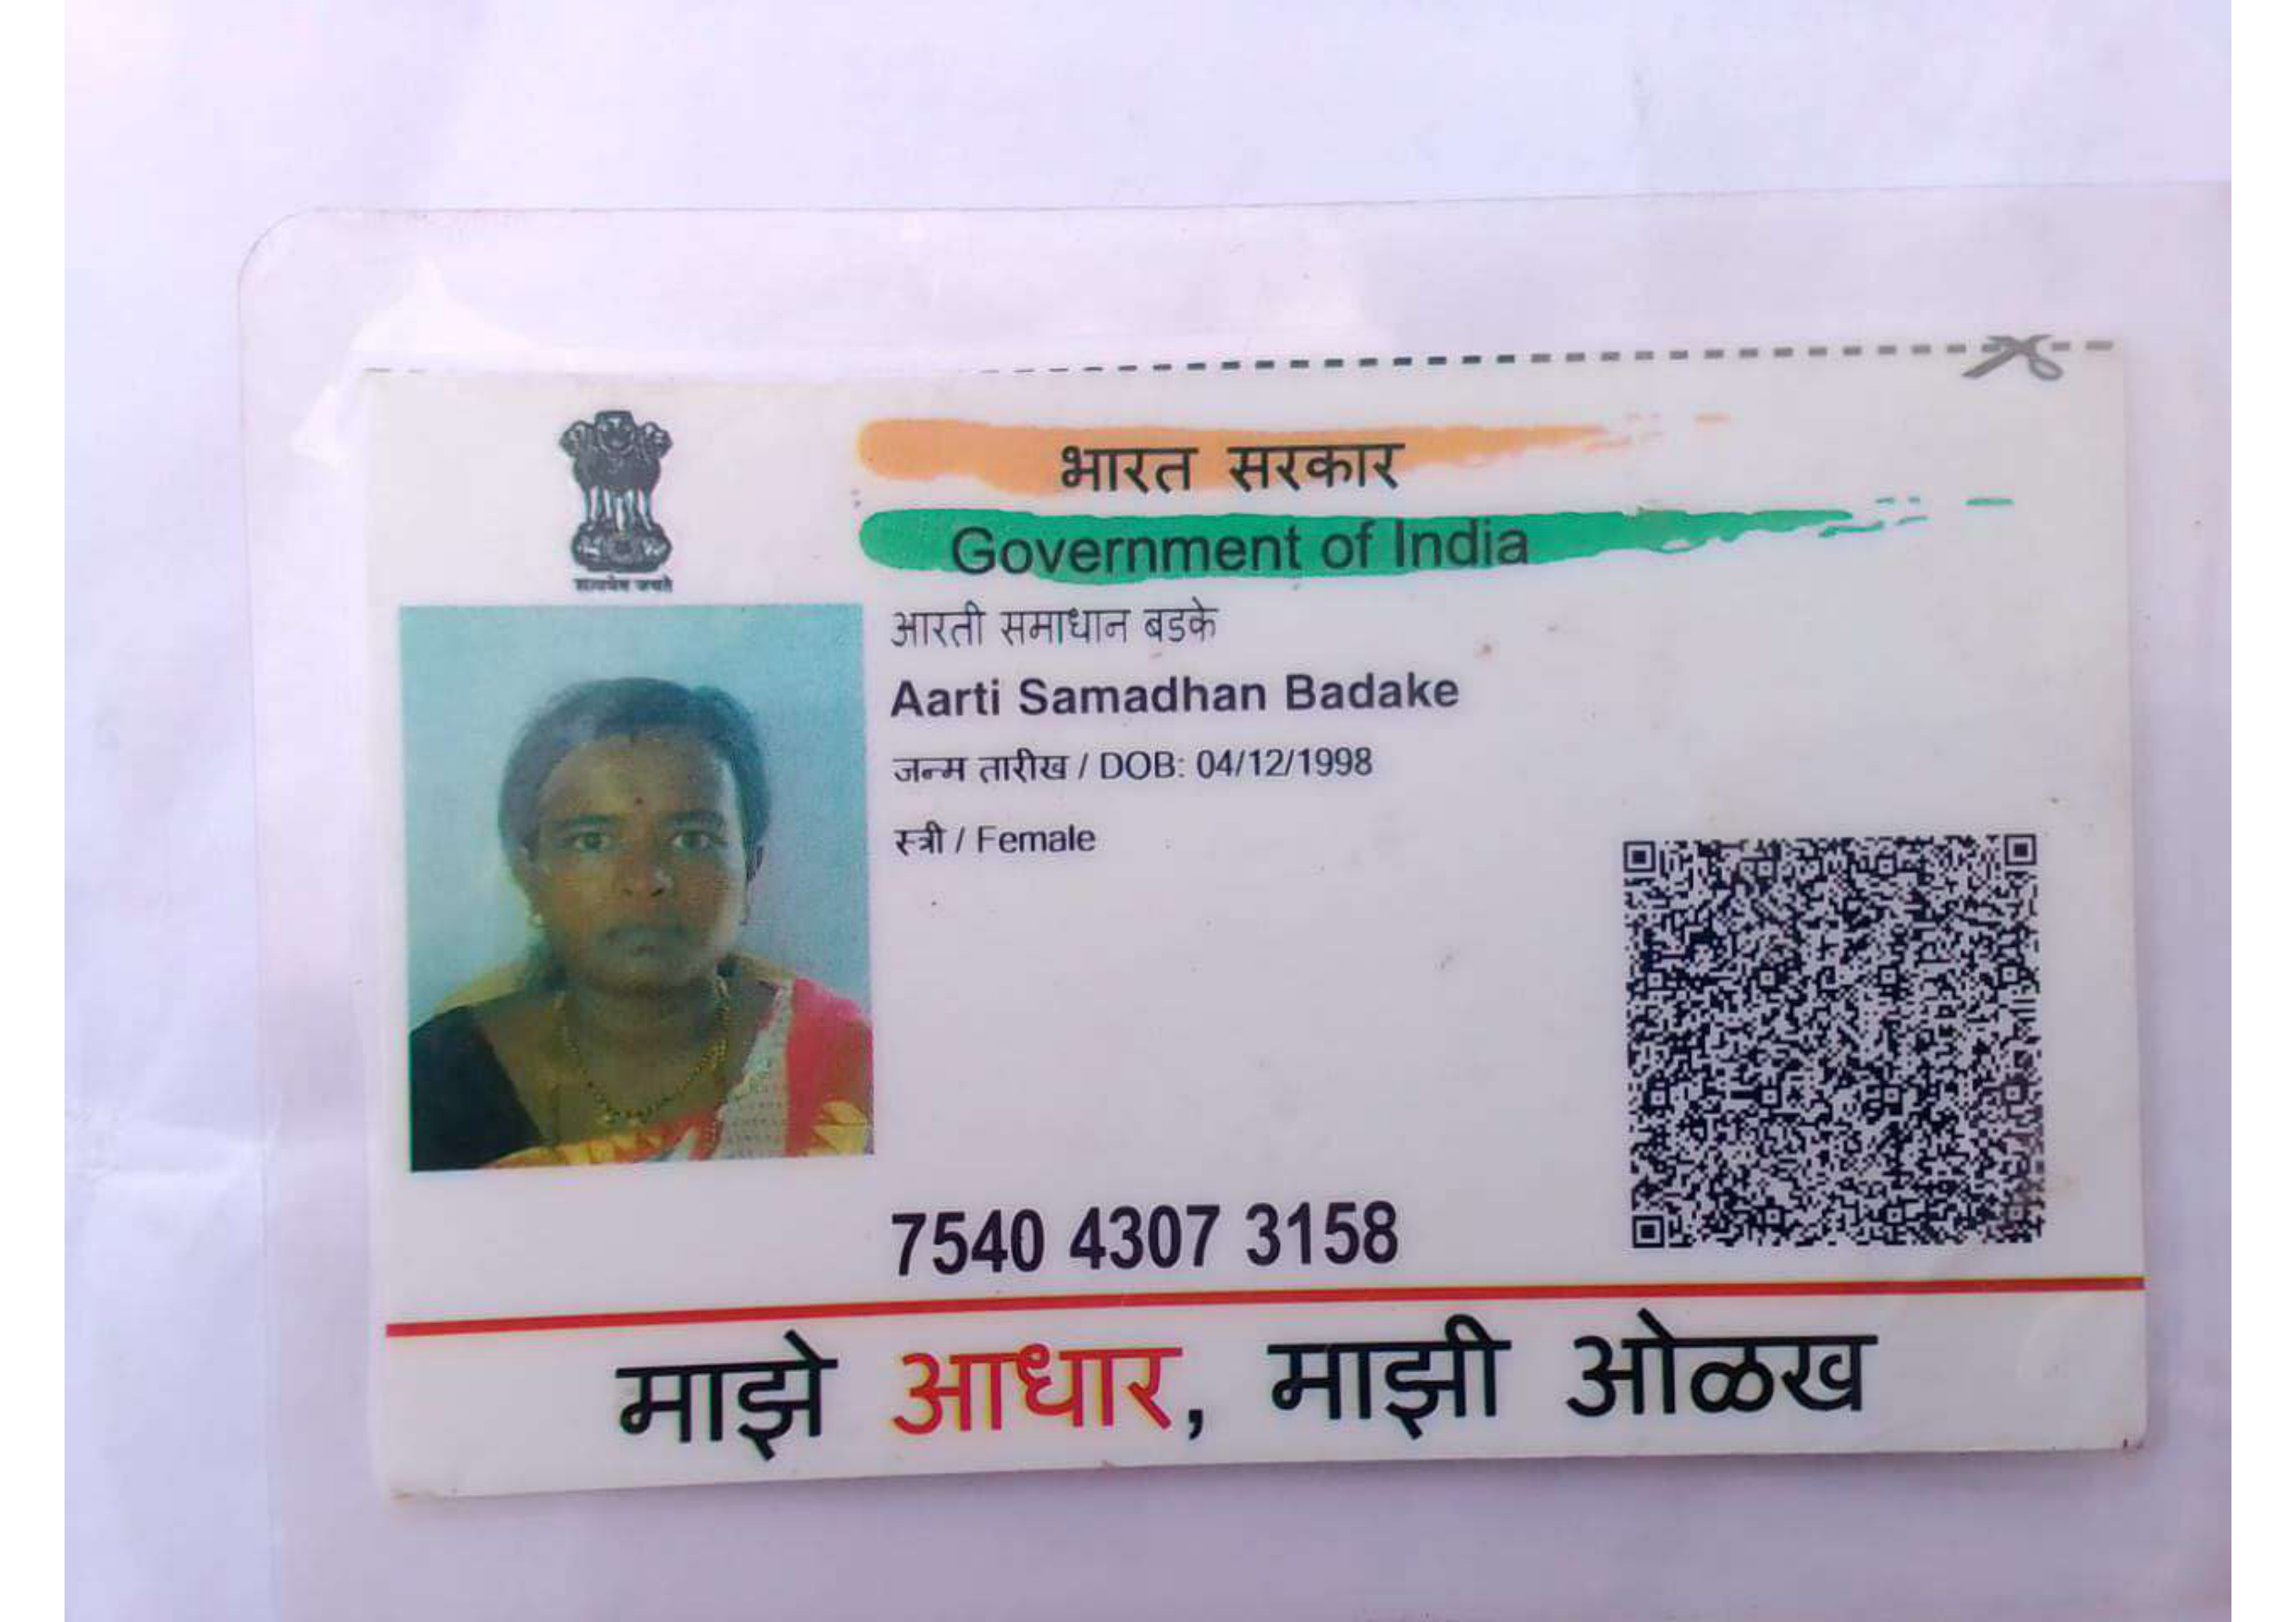 भारत सरकार
Government of India
सत्यमेव जयते
आरती समाधान बडके
Aarti Samadhan Badake
जन्म तारीख / DOB: 04/12/1998
स्त्री / Female
7540 4307 3158
माझे आधार, माझी ओळख